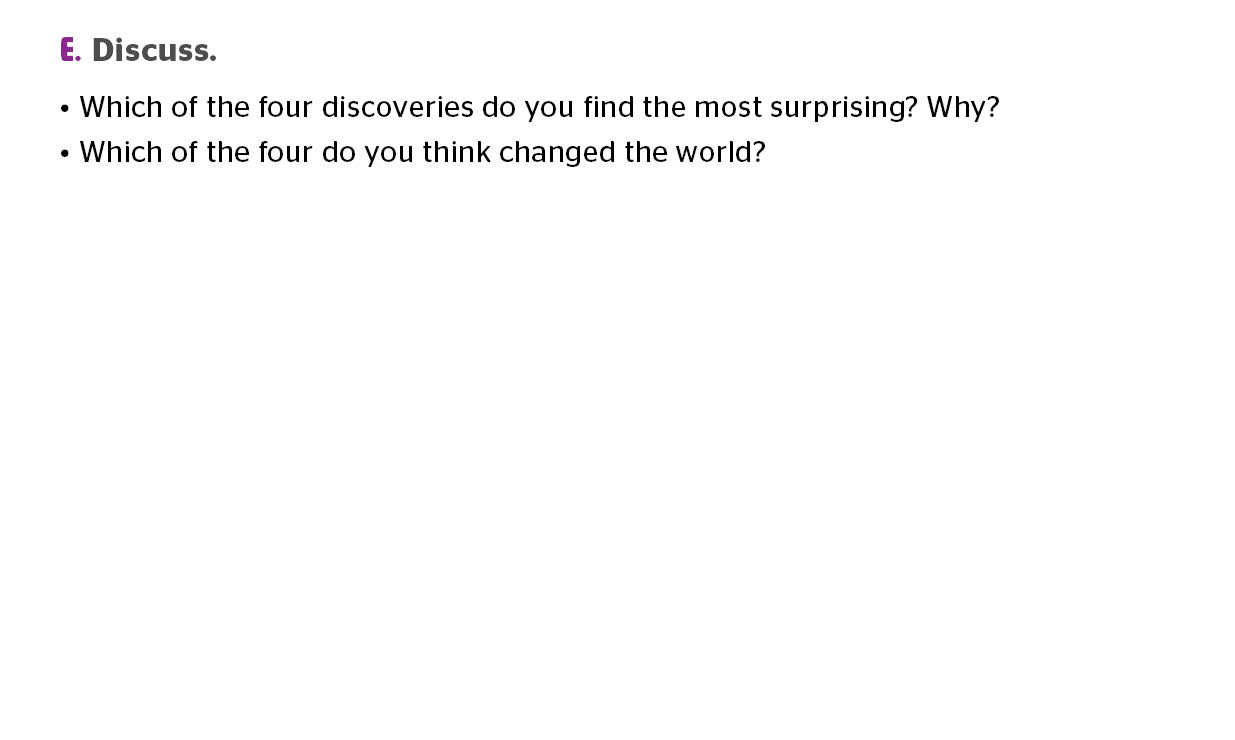 E. Discuss.
• Which of the four discoveries do you find the most surprising? Why?
• Which of the four do you think changed the world?